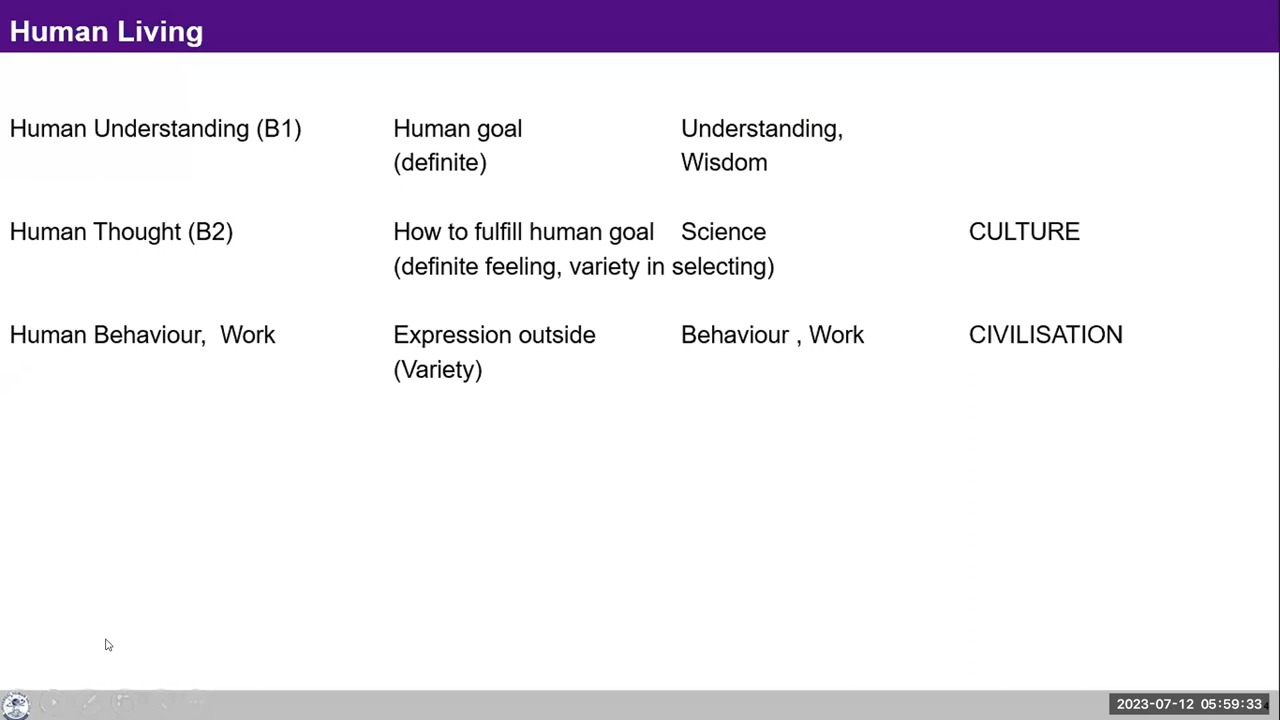 Human Living
Human Understanding (B1) Human goal Understanding,
(definite) Wisdom
Human Thought (B2) How to fulfill human goal Science CULTURE
(definite feeling, variety in selecting)
Human Behaviour, Work Expression outside Behaviour , Work CIVILISATION
(Variety)
2023-07-12 05:59:33